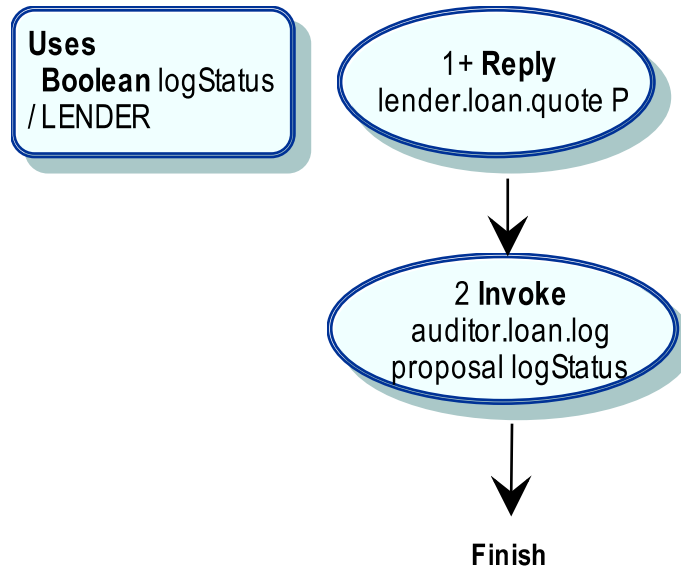 Uses
Boolean logStatus
/ LENDER
1+ Reply
lender.loan.quote P
2 Invoke
auditor.loan.log
proposal logStatus
Finish